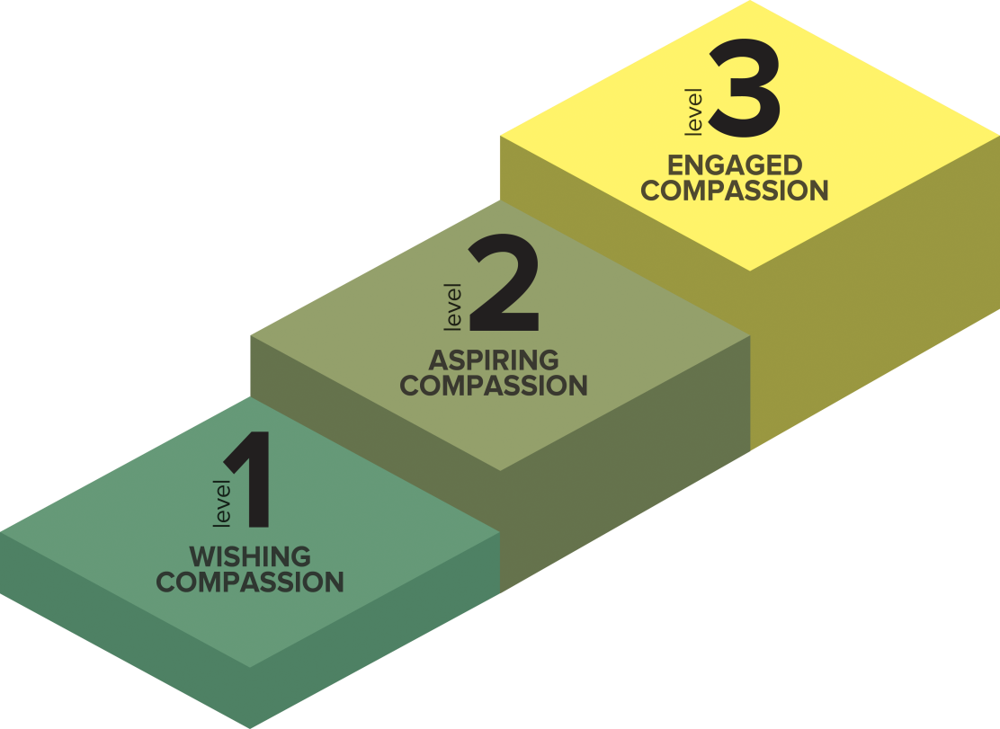 level 3
ENGAGED
COMPASSION
level 2
ASPIRING
COMPASSION
level 1
WISHING
COMPASSION